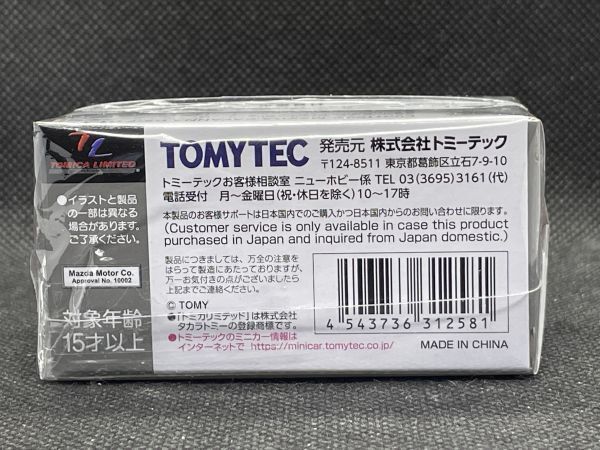 TL
TOMICA LIMITED
●イラストと製品
の一部は異なる
場合があります。
ご了承ください。
Mazda Motor Co.
Approval No. 10002
対象年齢
15才以上
TOMYTEC 発売元 株式会社トミーテック
〒124-8511 東京都葛飾区立石7-9-10
トミーテックお客様相談室 ニューホビー係 TEL 03(3695)3161(代)
電話受付 月〜金曜日(祝・休日を除く)10〜17時
本製品のお客様サポートは日本国内でのご購入かつ日本国内からのお問い合わせに限ります。
(Customer service is only available in case this product
purchased in Japan and inquired from Japan domestic.)
製品につきましては、万全の注意を
はらって製造にあたっておりますが、
万一お気付きの点がございましたら
上記までご連絡ください。
© TOMY
●「トミカリミテッド」は株式会社
タカラトミーの登録商標です。
●トミーテックのミニカー情報は
インターネットで https://minicar.tomytec.co.jp/
4 543736 312581
MADE IN CHINA